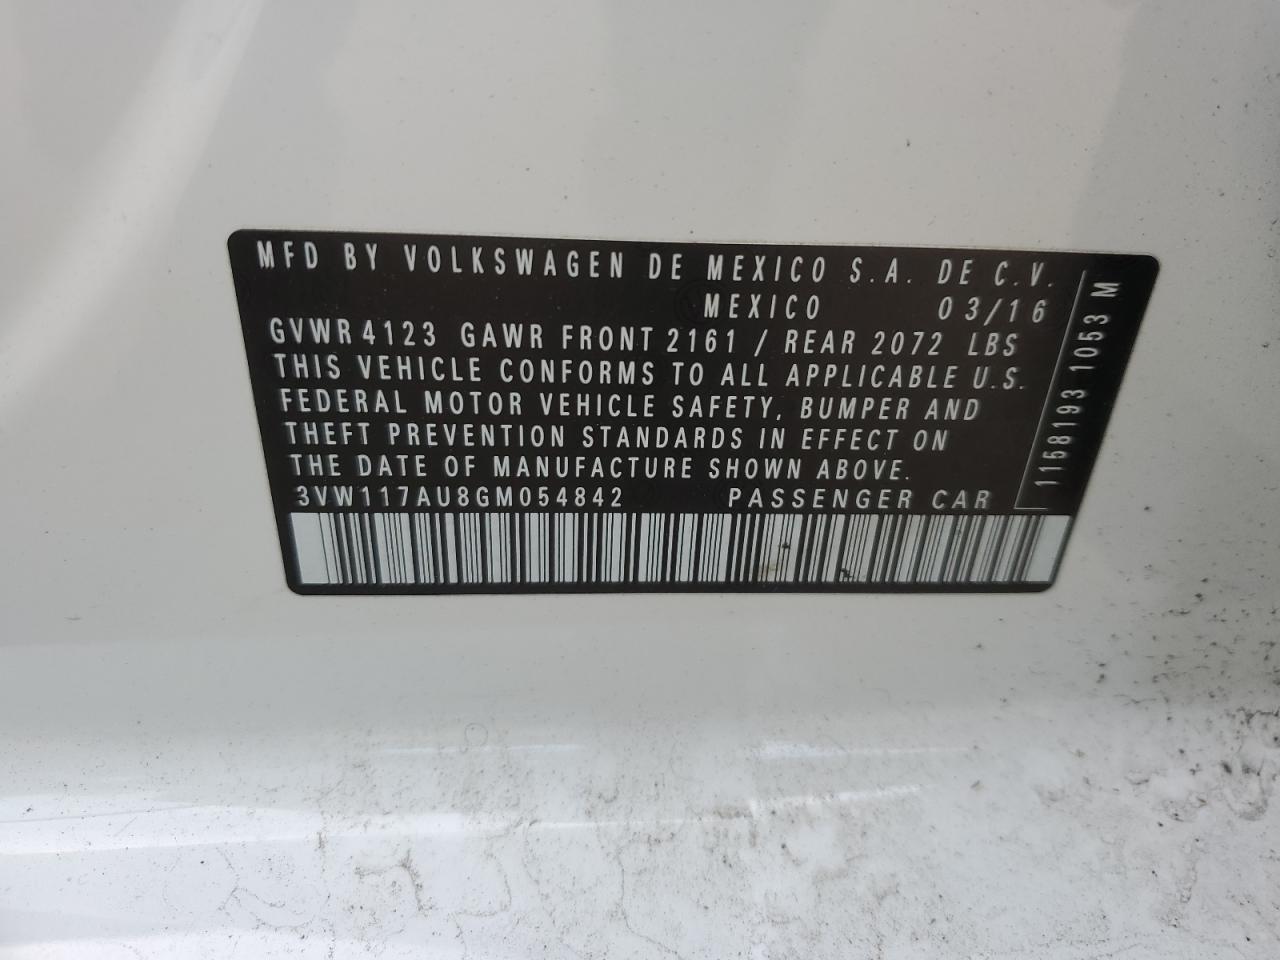 MFD BY VOLKSWAGEN DE MEXICO S.A. DE C.V.
MEXICO 03/16
GVWR 4123 GAWR FRONT 2161 / REAR 2072 LBS
THIS VEHICLE CONFORMS TO ALL APPLICABLE U.S.
FEDERAL MOTOR VEHICLE SAFETY, BUMPER AND
THEFT PREVENTION STANDARDS IN EFFECT ON
THE DATE OF MANUFACTURE SHOWN ABOVE.
3VW117AU8GM054842 PASSENGER CAR
1158193 1053 M